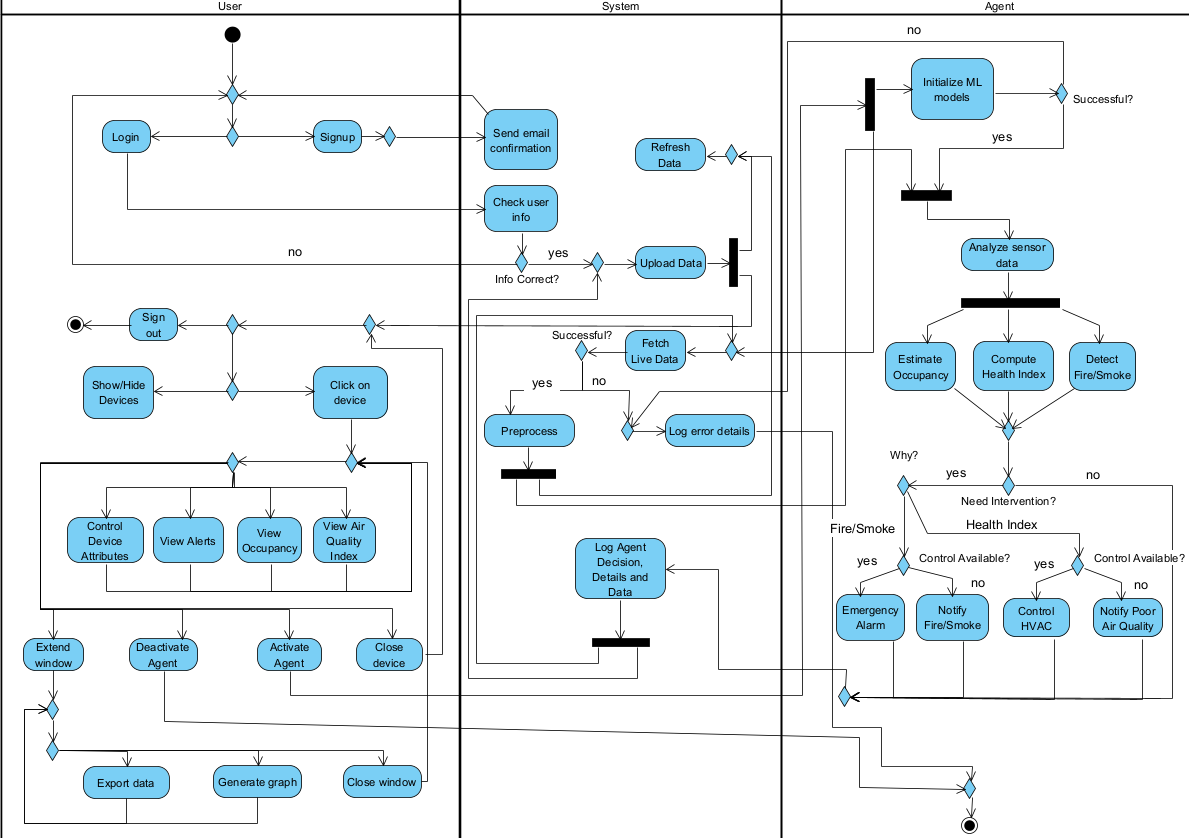 User
System
Agent
no
Initialize ML
models
Successful?
Login
Signup
Send email
confirmation
Refresh
Data
yes
Check user
info
no
yes
Info Correct?
Upload Data
Analyze sensor
data
Sign
out
Successful?
Fetch
Live Data
Estimate
Occupancy
Compute
Health Index
Detect
Fire/Smoke
Show/Hide
Devices
Click on
device
yes
no
Preprocess
Log error details
Why?
yes
no
Need Intervention?
Control
Device
Attributes
View Alerts
View
Occupancy
View Air
Quality
Index
Fire/Smoke
Health Index
Log Agent
Decision,
Details and
Data
yes
Control Available?
no
yes
Control Available?
no
Emergency
Alarm
Notify
Fire/Smoke
Control
HVAC
Notify Poor
Air Quality
Extend
window
Deactivate
Agent
Activate
Agent
Close
device
Export data
Generate graph
Close window